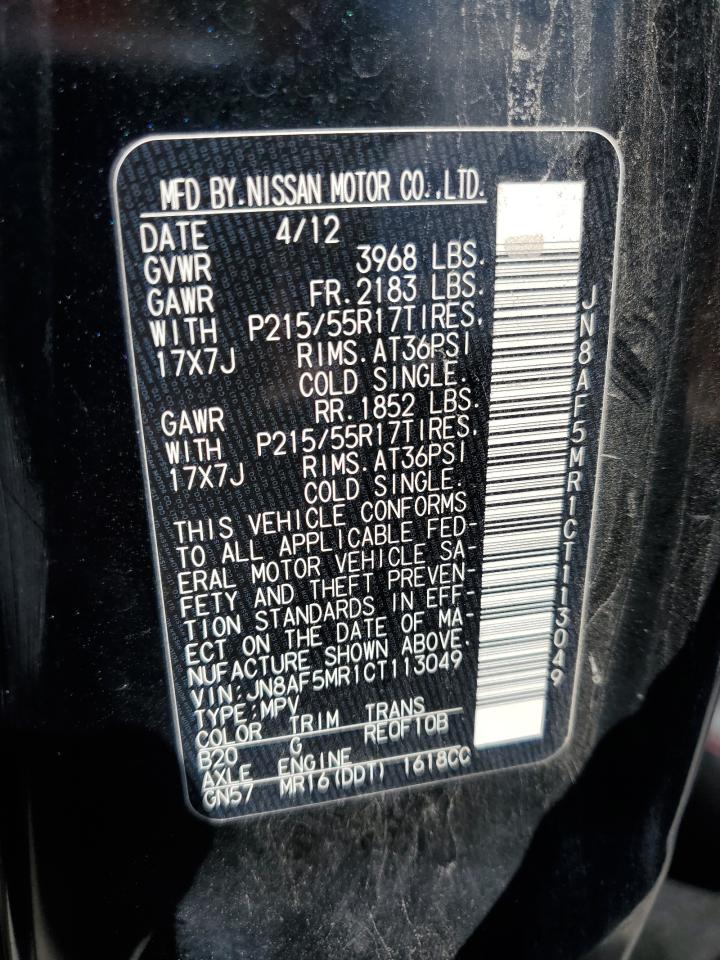 MFD BY.NISSAN MOTOR CO.,LTD.
DATE 4/12
GVWR 3968 LBS.
GAWR FR.2183 LBS.
WITH P215/55R17TIRES.
17X7J RIMS.AT36PSI
COLD SINGLE.
GAWR RR.1852 LBS.
WITH P215/55R17TIRES.
17X7J RIMS.AT36PSI
COLD SINGLE.
THIS VEHICLE CONFORMS
TO ALL APPLICABLE FED-
ERAL MOTOR VEHICLE SA-
FETY AND THEFT PREVEN-
TION STANDARDS IN EFF-
ECT ON THE DATE OF MA-
NUFACTURE SHOWN ABOVE.
VIN:JN8AF5MR1CT113049
TYPE:MPV
COLOR TRIM TRANS
B20 G RE0F10B
AXLE ENGINE
GN57 MR16(DDT) 1618CC
JN8AF5MR1CT113049